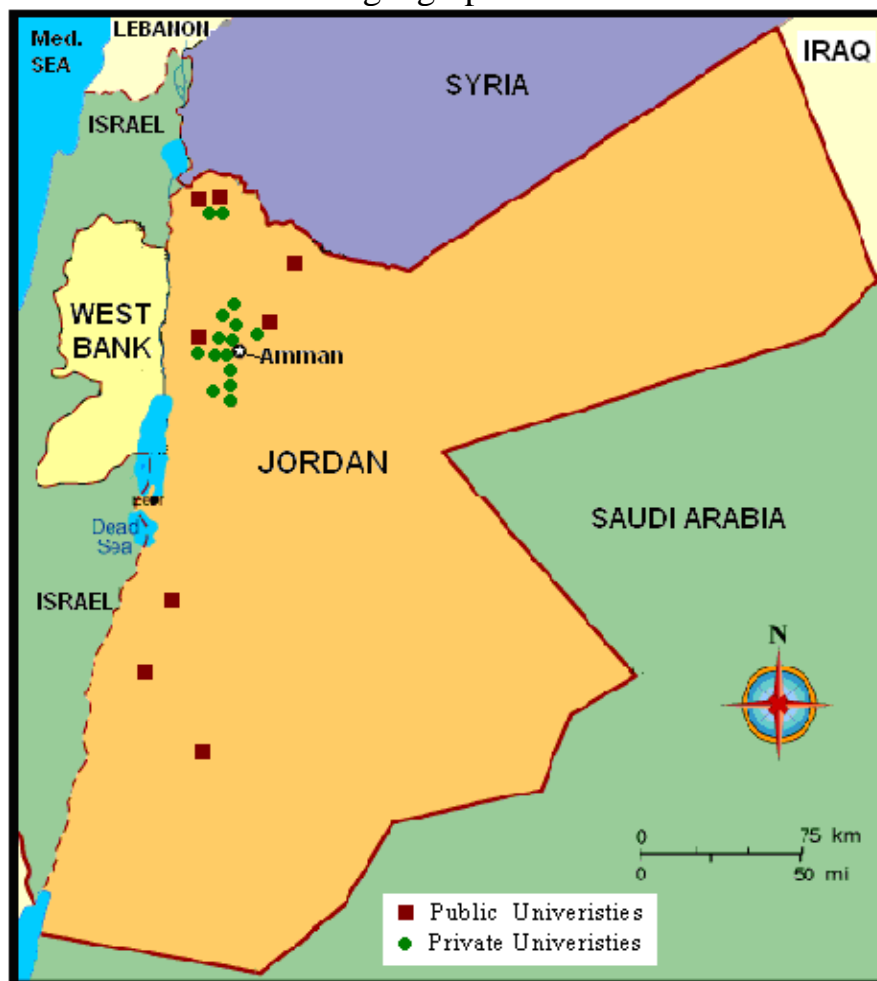 Med.
SEA
LEBANON
IRAQ
SYRIA
ISRAEL
WEST
BANK
Amman
JORDAN
SAUDI ARABIA
Dead
Sea
ISRAEL
N
0 75 km
0 50 mi
Public Univeristies
Private Univeristies